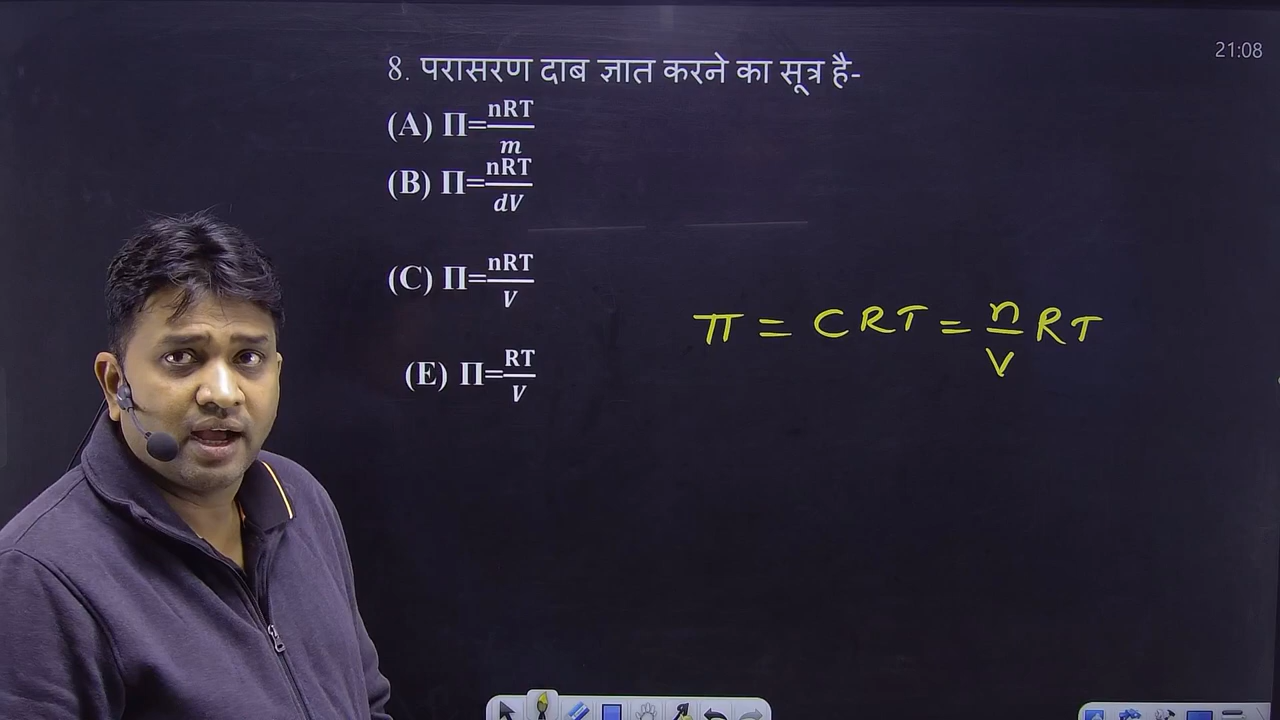 21:08
8. परासरण दाब ज्ञात करने का सूत्र है-
(A) Π=nRT/m
(B) Π=nRT/dV
(C) Π=nRT/V
π = CRT = n/V RT
(E) Π=RT/V